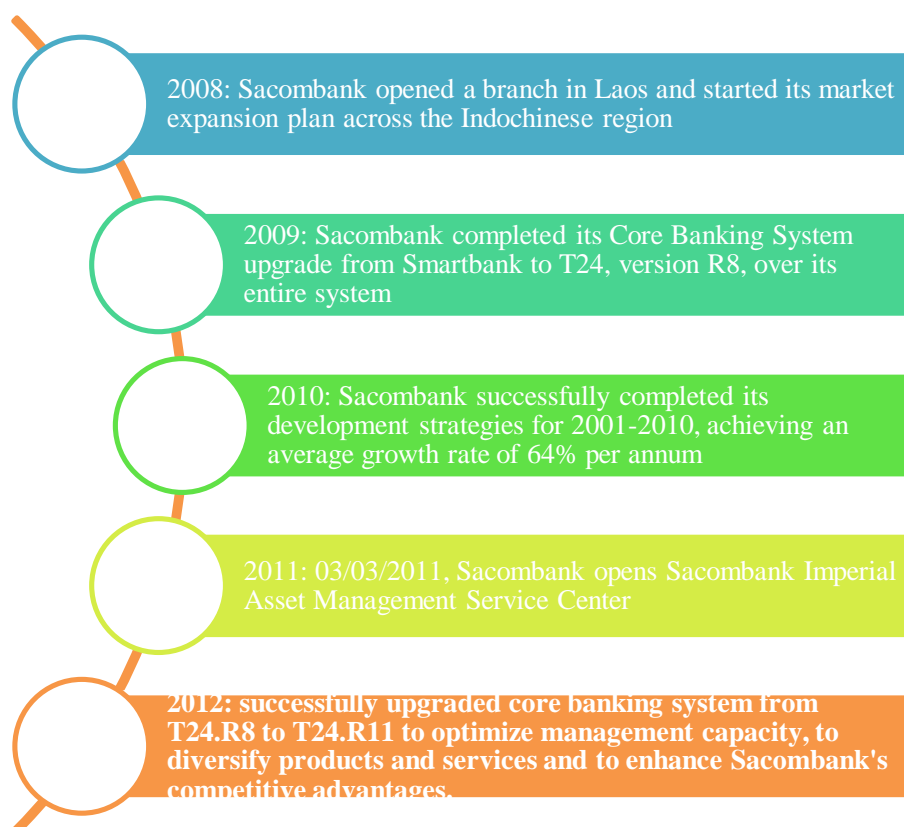 2008: Sacombank opened a branch in Laos and started its market
expansion plan across the Indochinese region
2009: Sacombank completed its Core Banking System
upgrade from Smartbank to T24, version R8, over its
entire system
2010: Sacombank successfully completed its
development strategies for 2001-2010, achieving an
average growth rate of 64% per annum
2011: 03/03/2011, Sacombank opens Sacombank Imperial
Asset Management Service Center
2012: successfully upgraded core banking system from
T24.R8 to T24.R11 to optimize management capacity, to
diversify products and services and to enhance Sacombank's
competitive advantages.